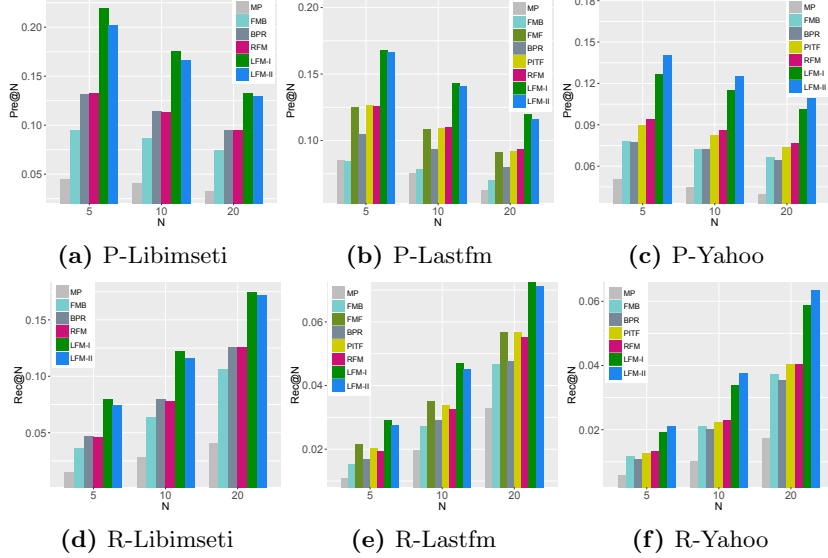 Pre@N
0.20
0.15
0.10
0.05
5
10
20
N
MP
FMB
BPR
RFM
LFM-I
LFM-II
(a) P-Libimseti
Pre@N
0.20
0.15
0.10
5
10
20
N
MP
FMB
FMF
BPR
PITF
RFM
LFM-I
LFM-II
(b) P-Lastfm
Pre@N
0.18
0.15
0.12
0.09
0.06
5
10
20
N
MP
FMB
BPR
PITF
RFM
LFM-I
LFM-II
(c) P-Yahoo
Rec@N
0.15
0.10
0.05
5
10
20
N
MP
FMB
BPR
RFM
LFM-I
LFM-II
(d) R-Libimseti
Rec@N
0.06
0.04
0.02
5
10
20
N
MP
FMB
FMF
BPR
PITF
RFM
LFM-I
LFM-II
(e) R-Lastfm
Rec@N
0.06
0.04
0.02
5
10
20
N
MP
FMB
BPR
PITF
RFM
LFM-I
LFM-II
(f) R-Yahoo